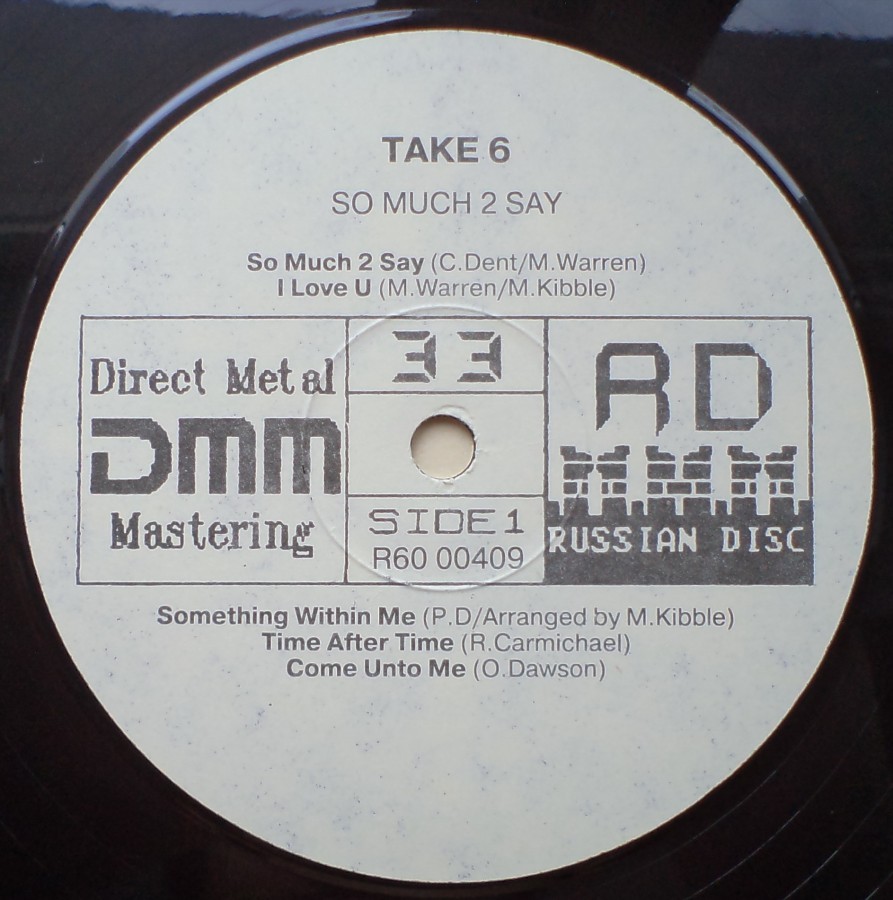 TAKE 6
SO MUCH 2 SAY
So Much 2 Say (C.Dent/M.Warren)
I Love U (M.Warren/M.Kibble)
Direct Metal
DMM
Mastering
33
SIDE 1
R60 00409
RD
RUSSIAN DISC
Something Within Me (P.D/Arranged by M.Kibble)
Time After Time (R.Carmichael)
Come Unto Me (O.Dawson)